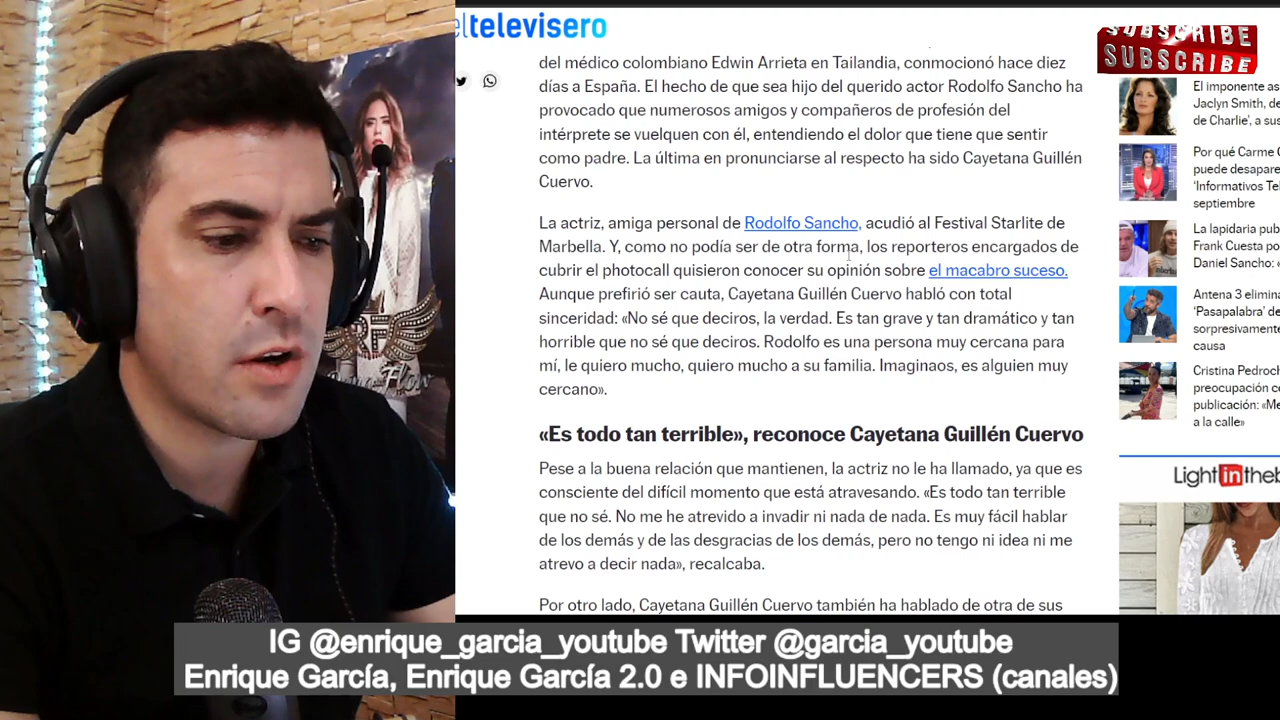 eltelevisero
SUBSCRIBE
SUBSCRIBE
del médico colombiano Edwin Arrieta en Tailandia, conmocionó hace diez
días a España. El hecho de que sea hijo del querido actor Rodolfo Sancho ha
provocado que numerosos amigos y compañeros de profesión del
intérprete se vuelquen con él, entendiendo el dolor que tiene que sentir
como padre. La última en pronunciarse al respecto ha sido Cayetana Guillén
Cuervo.
La actriz, amiga personal de Rodolfo Sancho, acudió al Festival Starlite de
Marbella. Y, como no podía ser de otra forma, los reporteros encargados de
cubrir el photocall quisieron conocer su opinión sobre el macabro suceso.
Aunque prefirió ser cauta, Cayetana Guillén Cuervo habló con total
sinceridad: «No sé que deciros, la verdad. Es tan grave y tan dramático y tan
horrible que no sé que deciros. Rodolfo es una persona muy cercana para
mí, le quiero mucho, quiero mucho a su familia. Imaginaos, es alguien muy
cercano».
«Es todo tan terrible», reconoce Cayetana Guillén Cuervo
Pese a la buena relación que mantienen, la actriz no le ha llamado, ya que es
consciente del difícil momento que está atravesando. «Es todo tan terrible
que no sé. No me he atrevido a invadir ni nada de nada. Es muy fácil hablar
de los demás y de las desgracias de los demás, pero no tengo ni idea ni me
atrevo a decir nada», recalcaba.
Por otro lado, Cayetana Guillén Cuervo también ha hablado de otra de sus
El imponente as
Jaclyn Smith, de
de Charlie', a sus
Por qué Carme C
puede desapare
'Informativos Tel
septiembre
La lapidaria pub
Frank Cuesta po
Daniel Sancho: «
Antena 3 elimina
'Pasapalabra' de
sorpresivamente
causa
Cristina Pedroch
preocupación co
publicación: «Me
a la calle»
Lightintheb
RF
Flow
IG @enrique_garcia_youtube Twitter @garcia_youtube
Enrique García, Enrique García 2.0 e INFOINFLUENCERS (canales)